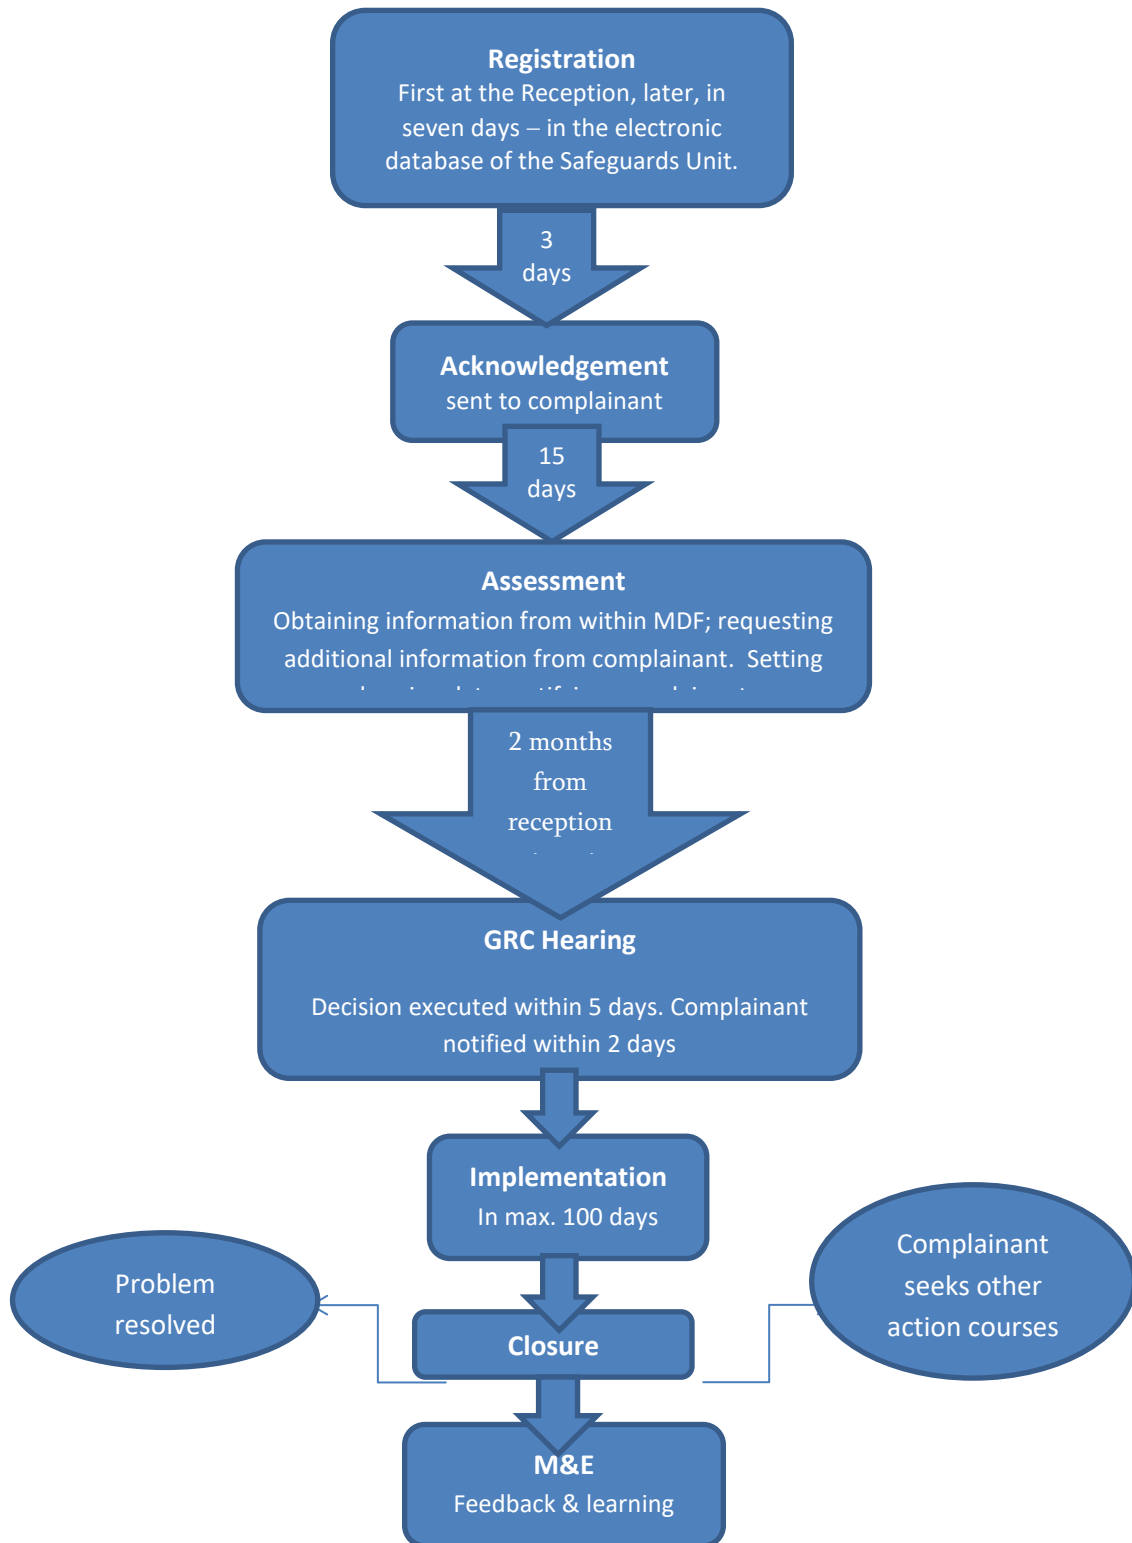 Registration
First at the Reception, later, in
seven days – in the electronic
database of the Safeguards Unit.
3
days
Acknowledgement
sent to complainant
15
days
Assessment
Obtaining information from within MDF; requesting
additional information from complainant. Setting
2 months
from
reception
GRC Hearing
Decision executed within 5 days. Complainant
notified within 2 days
Implementation
In max. 100 days
Problem
resolved
Complainant
seeks other
action courses
Closure
M&E
Feedback & learning